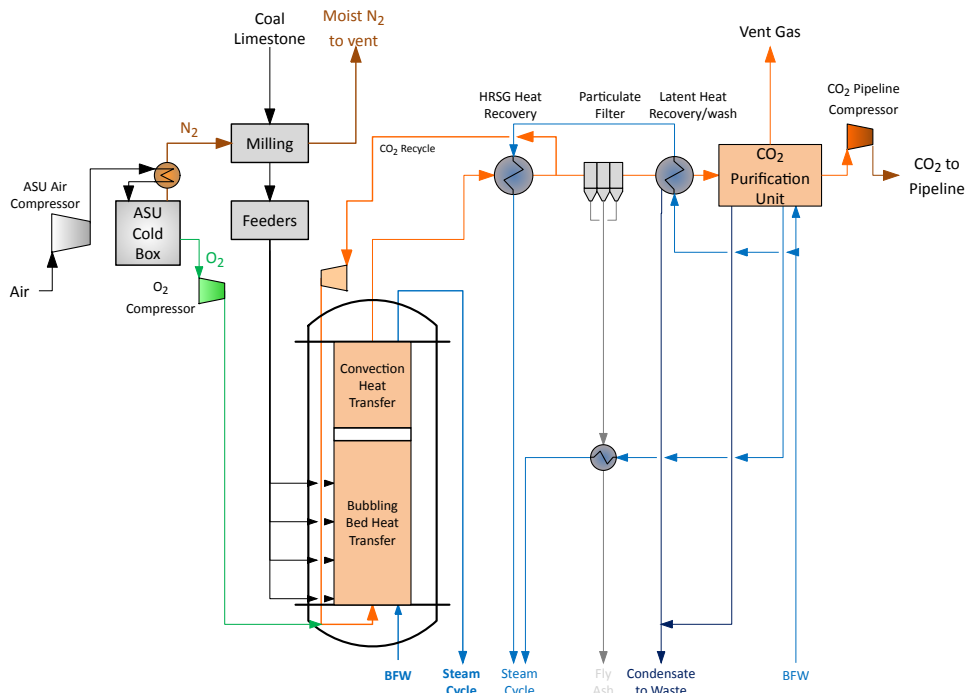 Coal
Limestone
Moist N2
to vent
Vent Gas
CO2 Pipeline
Compressor
HRSG Heat
Recovery
Particulate
Filter
Latent Heat
Recovery/wash
N2
Milling
CO2 Recycle
CO2
Purification
Unit
CO2 to
Pipeline
ASU Air
Compressor
ASU
Cold
Box
Feeders
O2
Air
O2
Compressor
Convection
Heat
Transfer
Bubbling
Bed Heat
Transfer
BFW
Steam
Cycle
Steam
Cycle
Fly
Ash
Condensate
to Waste
BFW